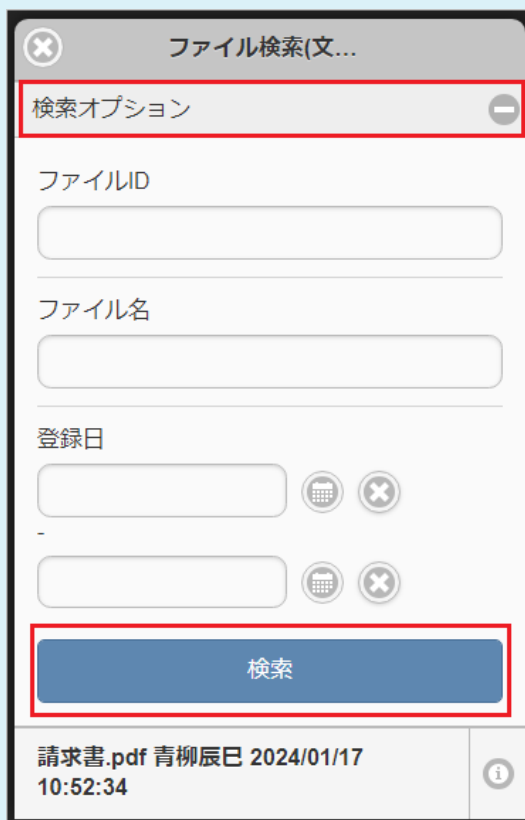 ファイル検索(文...
検索オプション
ファイルID
ファイル名
登録日
-
検索
請求書.pdf 青柳辰巳 2024/01/17
10:52:34